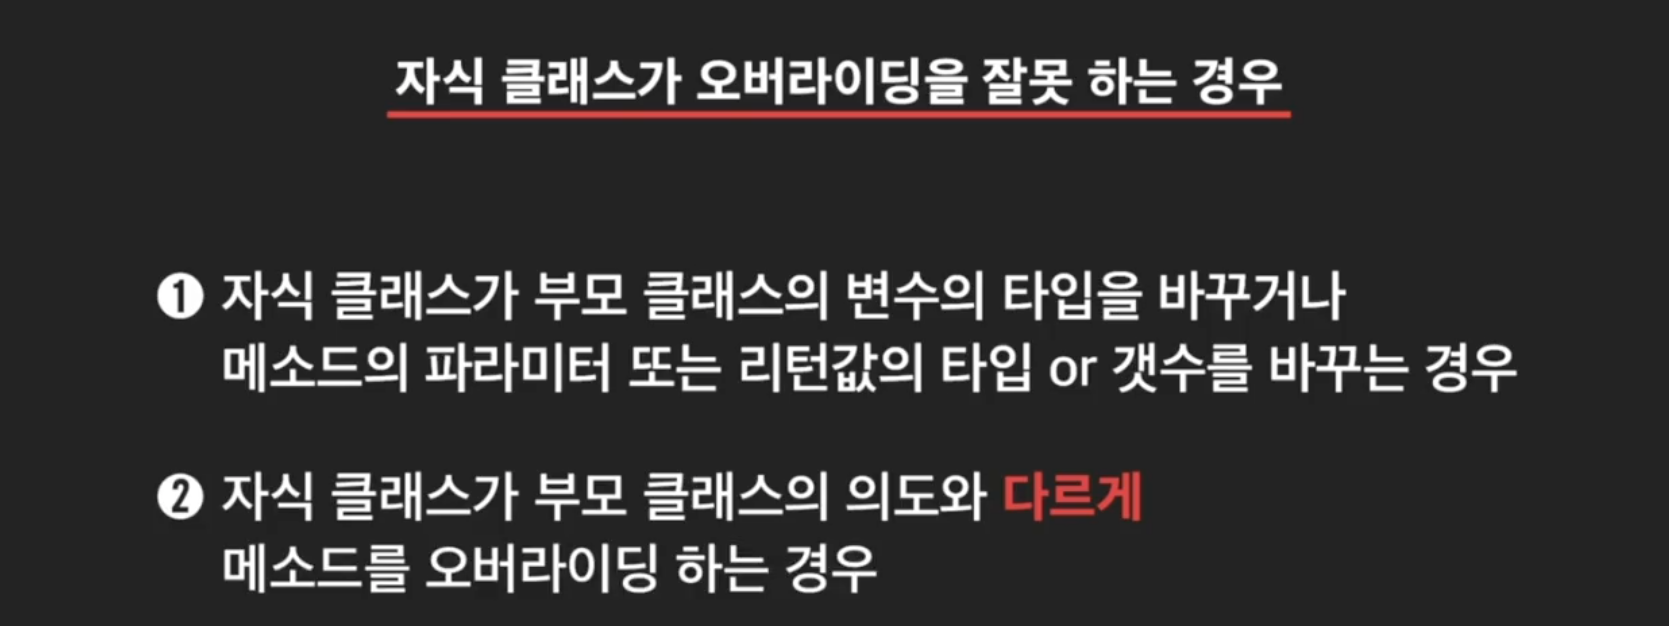 자식 클래스가 오버라이딩을 잘못 하는 경우
❶ 자식 클래스가 부모 클래스의 변수의 타입을 바꾸거나
메소드의 파라미터 또는 리턴값의 타입 or 갯수를 바꾸는 경우
❷ 자식 클래스가 부모 클래스의 의도와 다르게
메소드를 오버라이딩 하는 경우